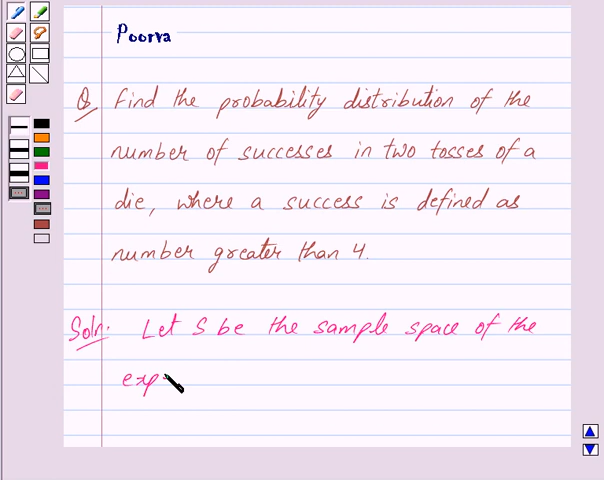 Poorva
Q, Find the probability distribution of the
number of successes in two tosses of a
die, where a success is defined as
number greater than 4.
Soln: Let S be the sample space of the
exp